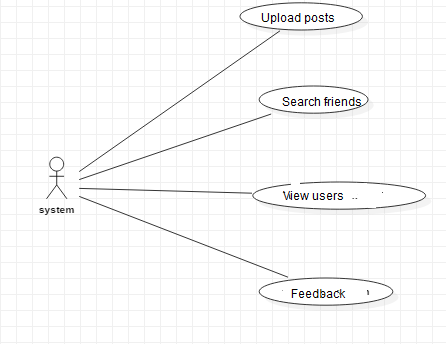 Upload posts
Search friends
View users ..
system
Feedback